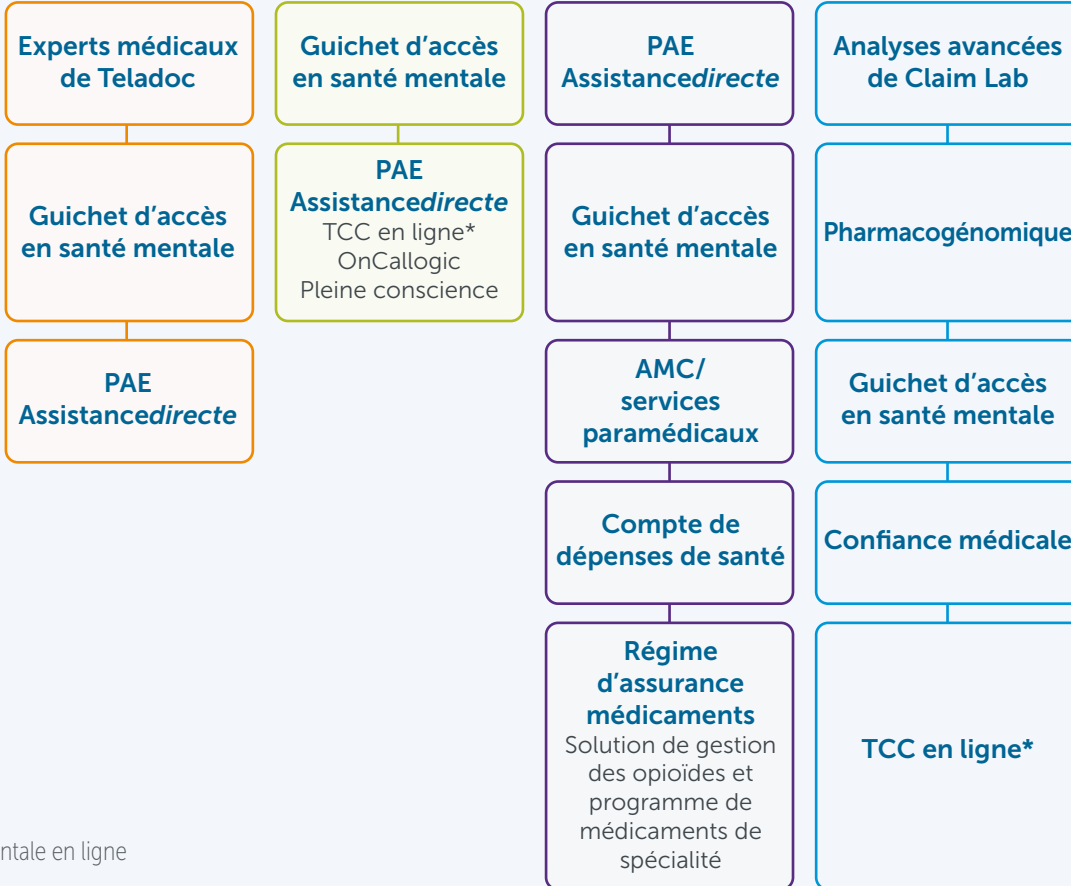 Experts médicaux
de Teladoc
Guichet d'accès
en santé mentale
PAE
Assistancedirecte
Guichet d'accès
en santé mentale
PAE
Assistancedirecte
TCC en ligne*
OnCallogic
Pleine conscience
PAE
Assistancedirecte
Guichet d'accès
en santé mentale
AMC/
services
paramédicaux
Compte de
dépenses de santé
Régime
d'assurance
médicaments
Solution de gestion
des opioïdes et
programme de
médicaments de
spécialité
Analyses avancées
de Claim Lab
Pharmacogénomique
Guichet d'accès
en santé mentale
Confiance médicale
TCC en ligne*
ntale en ligne